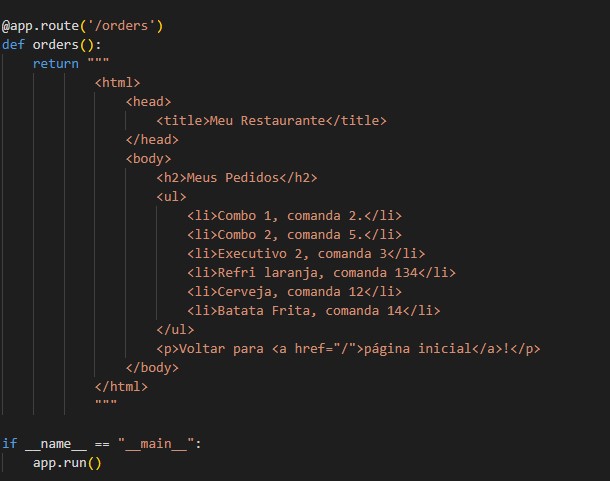 @app.route('/orders')
def orders():
    return """
            <html>
                <head>
                    <title>Meu Restaurante</title>
                </head>
                <body>
                    <h2>Meus Pedidos</h2>
                    <ul>
                        <li>Combo 1, comanda 2.</li>
                        <li>Combo 2, comanda 5.</li>
                        <li>Executivo 2, comanda 3</li>
                        <li>Refri laranja, comanda 134</li>
                        <li>Cerveja, comanda 12</li>
                        <li>Batata Frita, comanda 14</li>
                    </ul>
                    <p>Voltar para <a href="/">página inicial</a>!</p>
                </body>
            </html>
            """
if __name__ == "__main__":
    app.run()